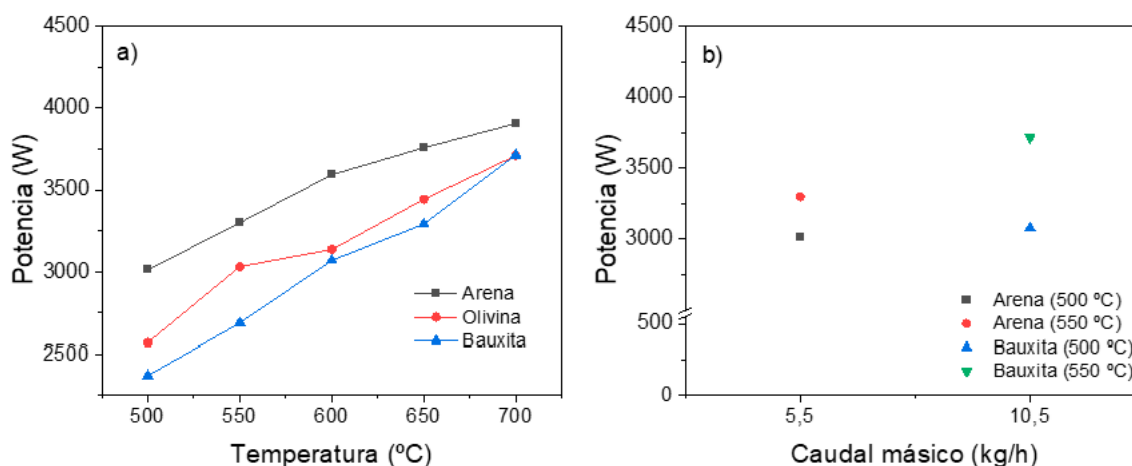 a)
4500
4000
3500
3000
2500
Potencia (W)
500 550 600 650 700
Temperatura (ºC)
Arena
Olivina
Bauxita
b)
4500
4000
3500
3000
500
0
Potencia (W)
5,5 10,5
Caudal másico (kg/h)
Arena (500 ºC)
Arena (550 ºC)
Bauxita (500 ºC)
Bauxita (550 ºC)